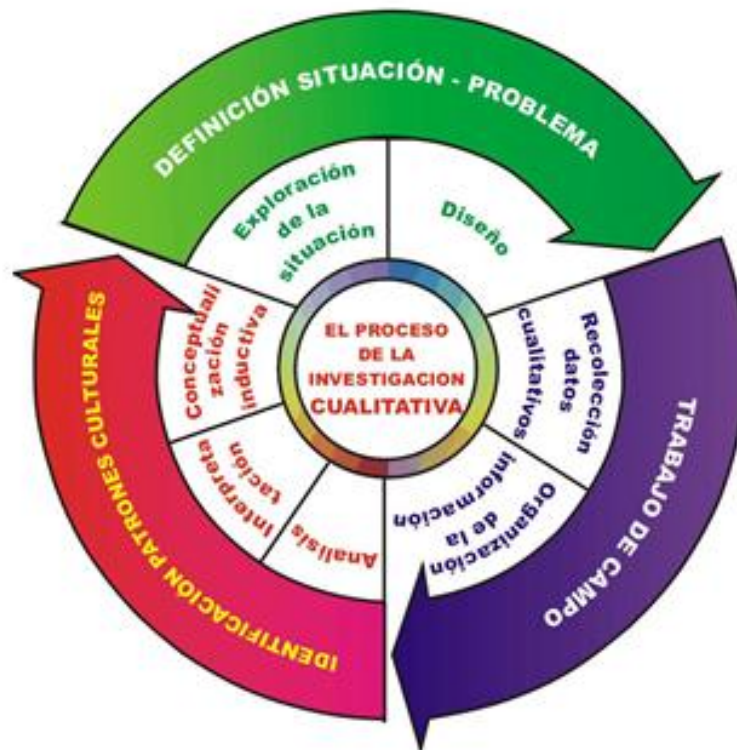 DEFINICIÓN SITUACIÓN - PROBLEMA
Exploración
de la
situación
Diseño
TRABAJO DE CAMPO
Recolección
datos
cualitativos
Organización
de la
información
IDENTIFICACIÓN PATRONES CULTURALES
Analisis
Interpreta
tación
Conceptuali
zación
inductiva
EL PROCESO
DE LA
INVESTIGACION
CUALITATIVA